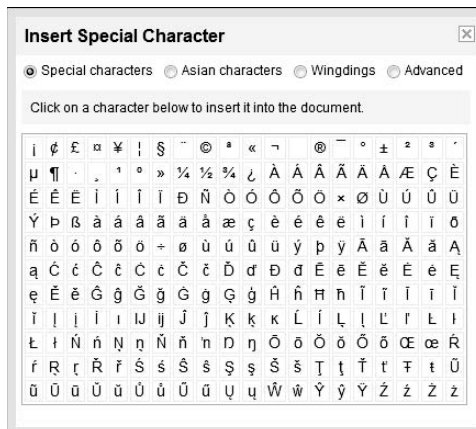 Insert Special Character
Special characters Asian characters Wingdings Advanced
Click on a character below to insert it into the document.
¡ ¢ £ ¤ ¥ ¦ § ¨ © ª « ¬ ® ¯ ° ± ² ³ ´
µ ¶ · ¸ ¹ º » ¼ ½ ¾ ¿ À Á Â Ã Ä Å Æ Ç È
É Ê Ë Ì Í Î Ï Ð Ñ Ò Ó Ô Õ Ö × Ø Ù Ú Û Ü
Ý Þ ß à á â ã ä å æ ç è é ê ë ì í î ï ð
ñ ò ó ô õ ö ÷ ø ù ú û ü ý þ ÿ Ā ā Ă ă Ą
ą Ć ć Ĉ ĉ Ċ ċ Č č Ď ď Đ đ Ē ē Ĕ ĕ Ė ė Ę
ę Ě ě Ĝ ĝ Ğ ğ Ġ ġ Ģ ģ Ĥ ĥ Ħ ħ Ĩ ĩ Ī ī Ĭ
ĭ Į į İ ı Ĳ ĳ Ĵ ĵ Ķ ķ ĸ Ĺ ĺ Ļ ļ Ľ ľ Ŀ ŀ
Ł ł Ń ń Ņ ņ Ň ň ŉ Ŋ ŋ Ō ō Ŏ ŏ Ő ő Œ œ Ŕ
ŕ Ŗ ŗ Ř ř Ś ś Ŝ ŝ Ş ş Š š Ţ ţ Ť ť Ŧ ŧ Ũ
ũ Ū ū Ŭ ŭ Ů ů Ű ű Ų ų Ŵ ŵ Ŷ ŷ Ÿ Ź ź Ż ż